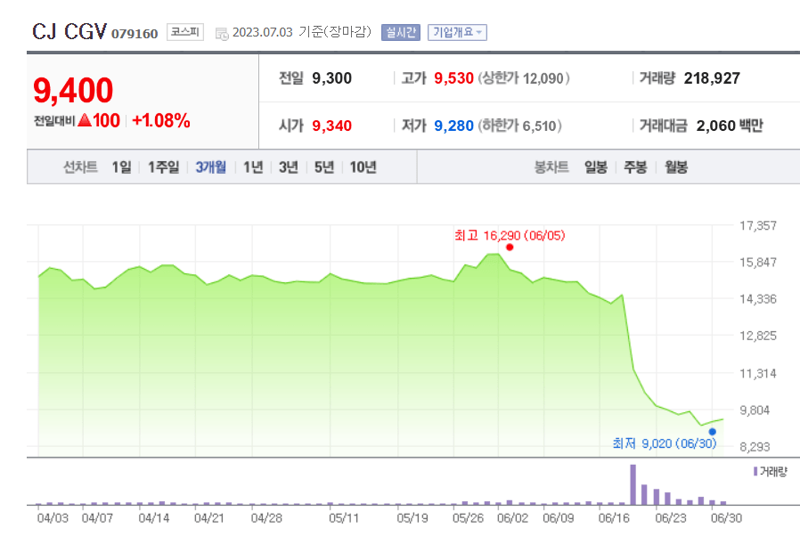 CJ CGV 079160 코스피 2023.07.03 기준(장마감) 실시간 기업개요
9,400
전일대비 ▲100 +1.08%
전일 9,300 고가 9,530 (상한가 12,090) 거래량 218,927
시가 9,340 저가 9,280 (하한가 6,510) 거래대금 2,060 백만
선차트 1일 1주일 3개월 1년 3년 5년 10년 봉차트 일봉 주봉 월봉
17,357
최고 16,290 (06/05)
15,847
14,336
12,825
11,314
9,804
최저 9,020 (06/30)
8,293
거래량
04/03 04/07 04/14 04/21 04/28 05/11 05/19 05/26 06/02 06/09 06/16 06/23 06/30